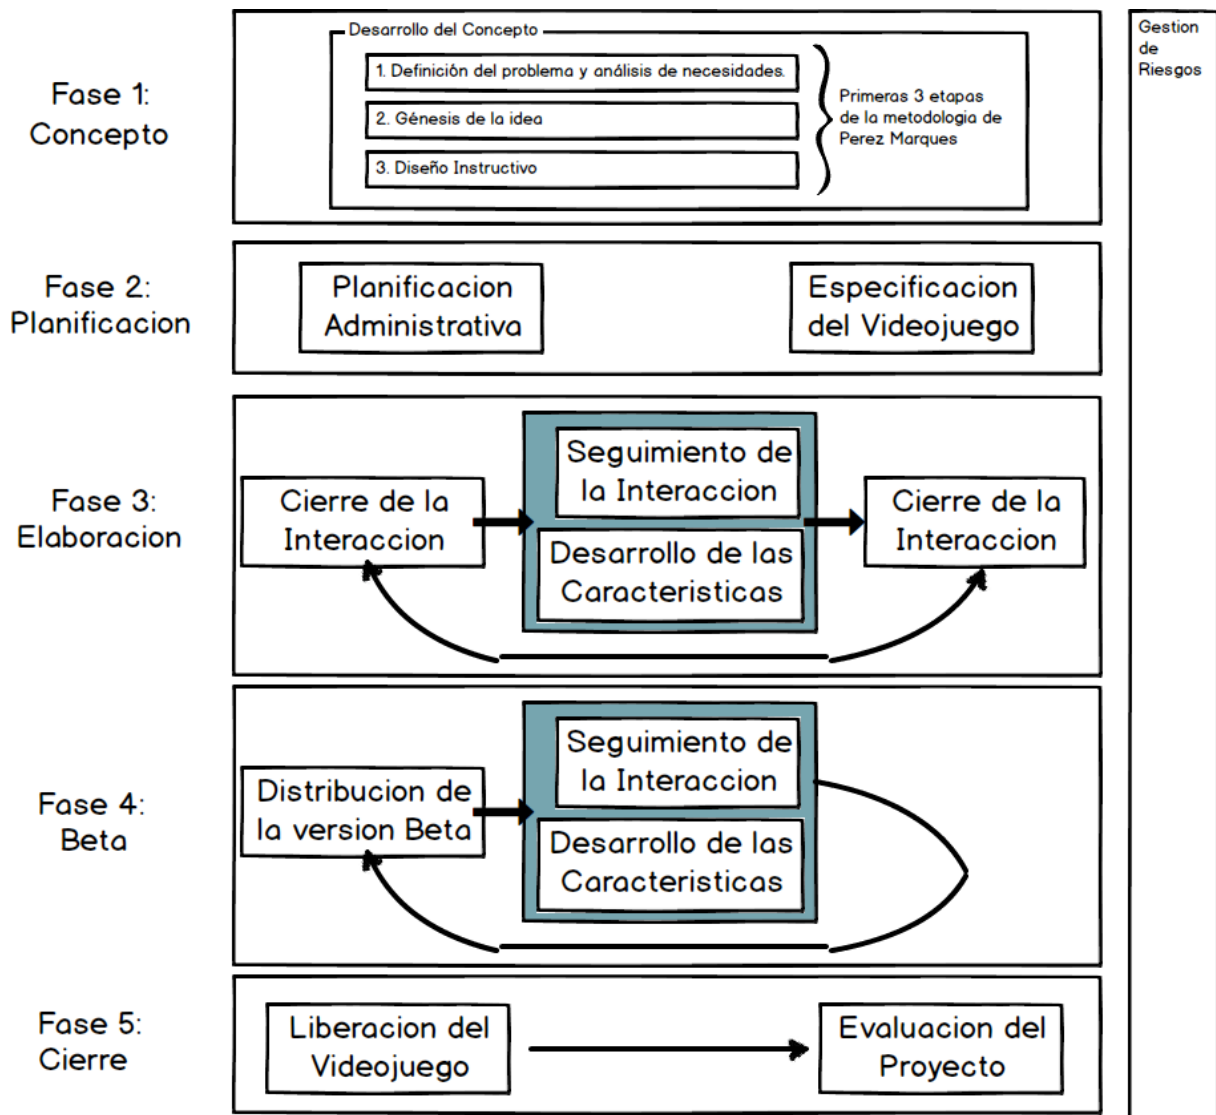 Gestion
de
Riesgos
Fase 1:
Concepto
Desarrollo del Concepto
1. Definición del problema y análisis de necesidades.
2. Génesis de la idea
3. Diseño Instructivo
Primeras 3 etapas
de la metodologia de
Perez Marques
Fase 2:
Planificacion
Planificacion
Administrativa
Especificacion
del Videojuego
Fase 3:
Elaboracion
Cierre de la
Interaccion
Seguimiento de
la Interaccion
Desarrollo de las
Caracteristicas
Cierre de la
Interaccion
Fase 4:
Beta
Distribucion de
la version Beta
Seguimiento de
la Interaccion
Desarrollo de las
Caracteristicas
Fase 5:
Cierre
Liberacion del
Videojuego
Evaluacion del
Proyecto